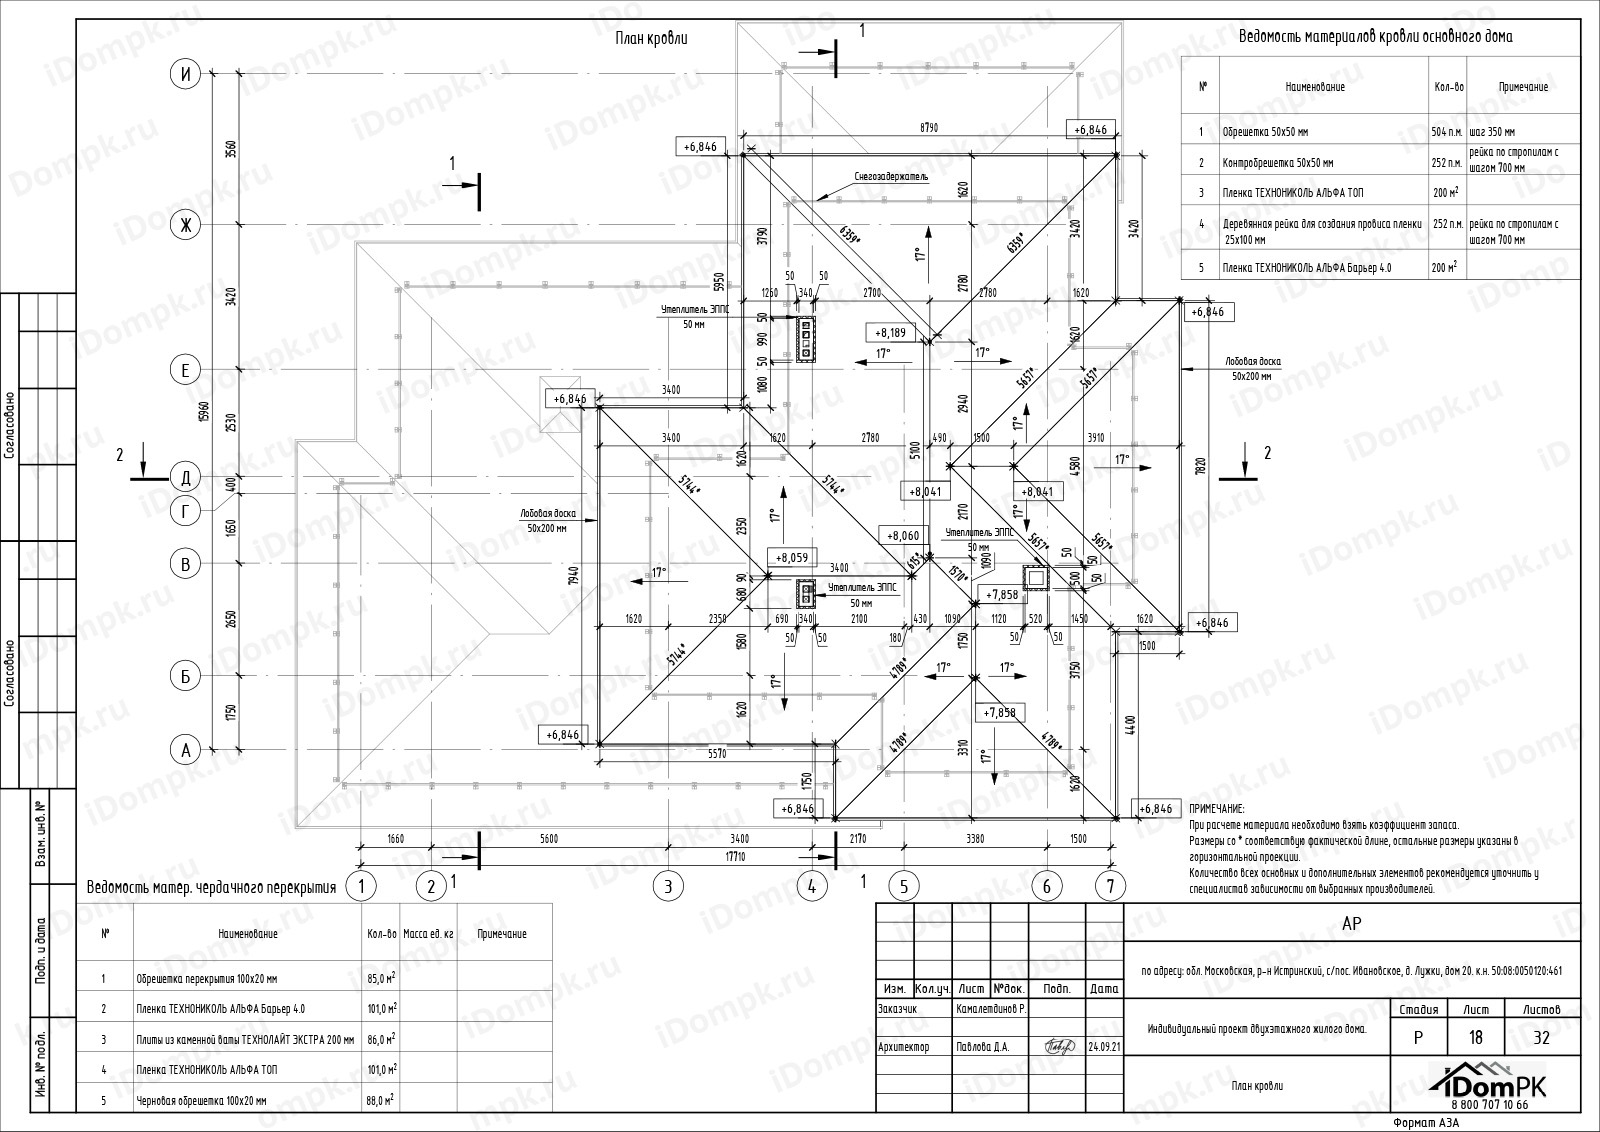 План кровли
Ведомость материалов кровли основного дома
№ Наименование Кол-во Примечание
1 Обрешетка 50х50 мм 504 п.м. шаг 350 мм
2 Контробрешетка 50х50 мм 252 п.м. рейка по стропилам с
шагом 700 мм
3 Пленка ТЕХНОНИКОЛЬ АЛЬФА ТОП 200 м²
4 Деревянная рейка для создания провиса пленки 252 п.м. рейка по стропилам с
25х100 мм шагом 700 мм
5 Пленка ТЕХНОНИКОЛЬ АЛЬФА Барьер 4.0 200 м²
И
Ж
Е
Д
Г
В
Б
А
15960
3560
3420
2530
400
1650
2650
1750
1
1
2
2
8790
+6,846
+6,846
Снегозадержатель
1620
3790
3420
3420
5950
6359*
6359*
17°
2780
50 50
1260 340 2700 2780 1620
Утеплитель ЭППС
50 мм
50
990
50
1080
+8,189
17°
17°
1620
+6,846
Лобовая доска
50х200 мм
5657*
5657*
3400
+6,846
2940
17°
3400 1620 2780 490 1500 3910
5100
1620
4580
17°
7820
5744*
5744*
+8,041
+8,041
2170
17°
Лобовая доска
50х200 мм
2350
17°
+8,060
Утеплитель ЭППС
50 мм
5657*
5657*
50
50
500
50
+8,059
615*
1570*
1090
3400
7940
17°
90
680
Утеплитель ЭППС
50 мм
+7,858
1620 2350 690 340 2100 430 1090 1120 520 1450 1620
+6,846
50 50 180 50 50
1500
1580
5744*
1750
3750
4789*
17°
17°
17°
1620
+7,858
+6,846
4400
5570
4789*
3310
17°
4789*
1620
1750
+6,846
+6,846
1660 5600 3400 2170 3380 1500
17710
1
1
1 2 3 4 5 6 7
ПРИМЕЧАНИЕ:
При расчете материала необходимо взять коэффициент запаса.
Размеры со * соответствую фактической длине, остальные размеры указаны в
горизонтальной проекции.
Количество всех основных и дополнительных элементов рекомендуется уточнить у
специалистав зависимости от выбранных производителей.
Ведомость матер. чердачного перекрытия
№ Наименование Кол-во Масса ед. кг Примечание
1 Обрешетка перекрытия 100х20 мм 85,0 м²
2 Пленка ТЕХНОНИКОЛЬ АЛЬФА Барьер 4.0 101,0 м²
3 Плиты из каменной ваты ТЕХНОЛАЙТ ЭКСТРА 200 мм 86,0 м²
4 Пленка ТЕХНОНИКОЛЬ АЛЬФА ТОП 101,0 м²
5 Черновая обрешетка 100х20 мм 88,0 м²
Согласовано
Согласовано
Взам. инв. №
Подп. и дата
Инв. № подл.
АР
по адресу: обл. Московская, р-н Истринский, с/пос. Ивановское, д. Лужки, дом 20. к.н. 50:08:0050120:461
Изм. Кол.уч. Лист №док. Подп. Дата
Заказчик Камалетдинов Р.
Архитектор Павлова Д.А. 24.09.21
Индивидуальный проект двухэтажного жилого дома.
Стадия Лист Листов
Р 18 32
План кровли
iDomPK
8 800 707 10 66
Формат А3А